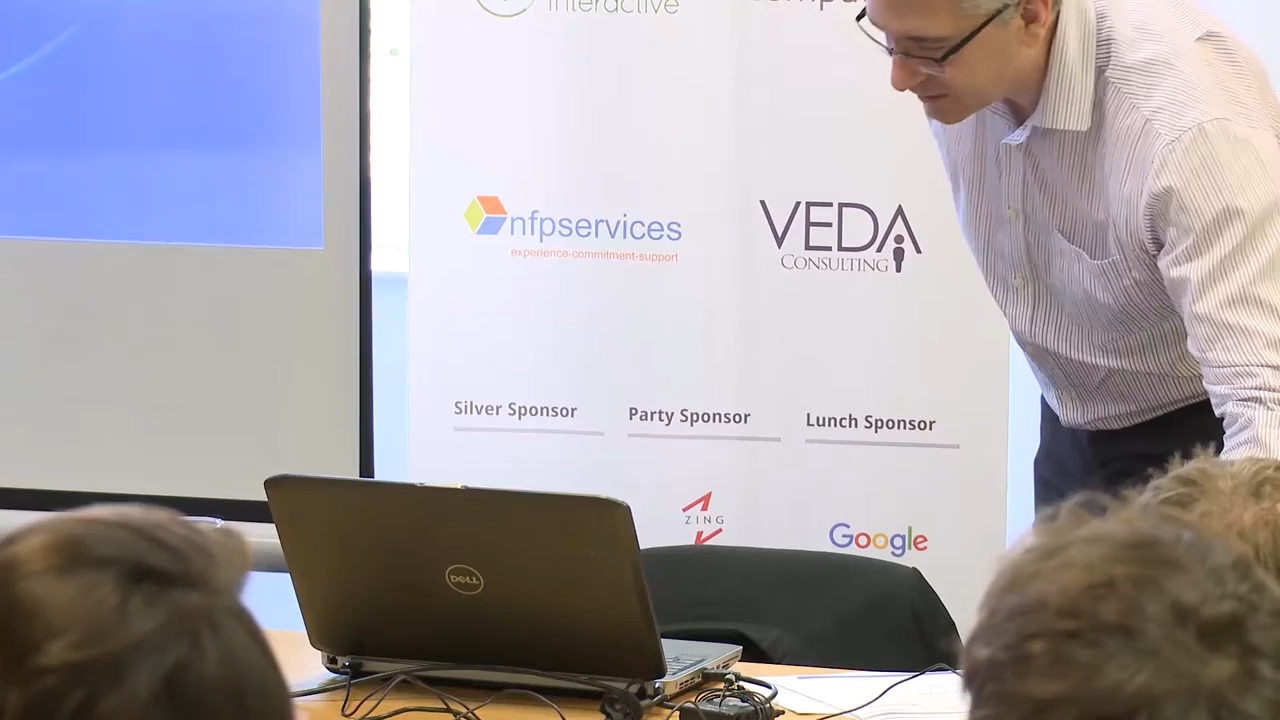 interactive
nfpservices
experience-commitment-support
VEDA
CONSULTING
Silver Sponsor
Party Sponsor
Lunch Sponsor
ZING
Google
DELL